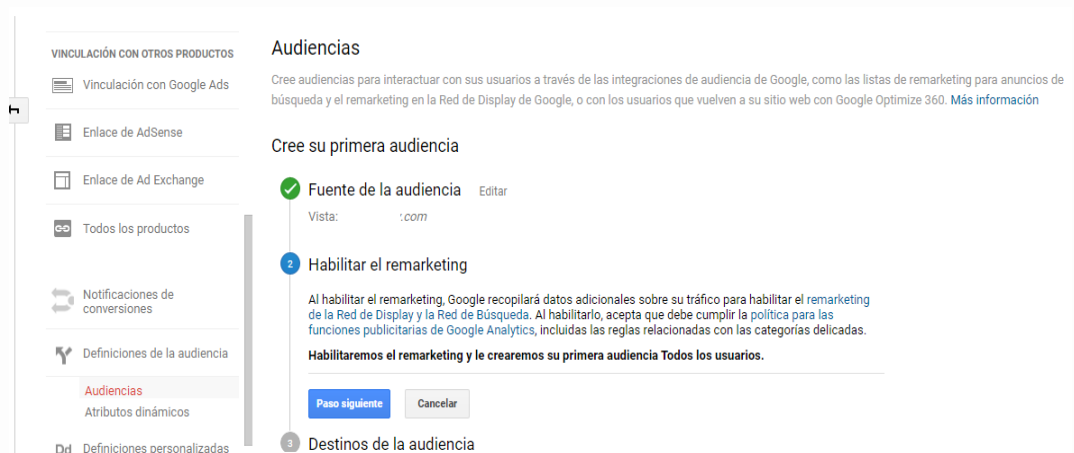 VINCULACIÓN CON OTROS PRODUCTOS
Vinculación con Google Ads
Enlace de AdSense
Enlace de Ad Exchange
Todos los productos
Notificaciones de
conversiones
Definiciones de la audiencia
Audiencias
Atributos dinámicos
Dd Definiciones personalizadas
Audiencias
Cree audiencias para interactuar con sus usuarios a través de las integraciones de audiencia de Google, como las listas de remarketing para anuncios de
búsqueda y el remarketing en la Red de Display de Google, o con los usuarios que vuelven a su sitio web con Google Optimize 360. Más información
Cree su primera audiencia
Fuente de la audiencia Editar
Vista: .com
2 Habilitar el remarketing
Al habilitar el remarketing, Google recopilará datos adicionales sobre su tráfico para habilitar el remarketing
de la Red de Display y la Red de Búsqueda. Al habilitarlo, acepta que debe cumplir la política para las
funciones publicitarias de Google Analytics, incluidas las reglas relacionadas con las categorías delicadas.
Habilitaremos el remarketing y le crearemos su primera audiencia Todos los usuarios.
Paso siguiente Cancelar
3 Destinos de la audiencia